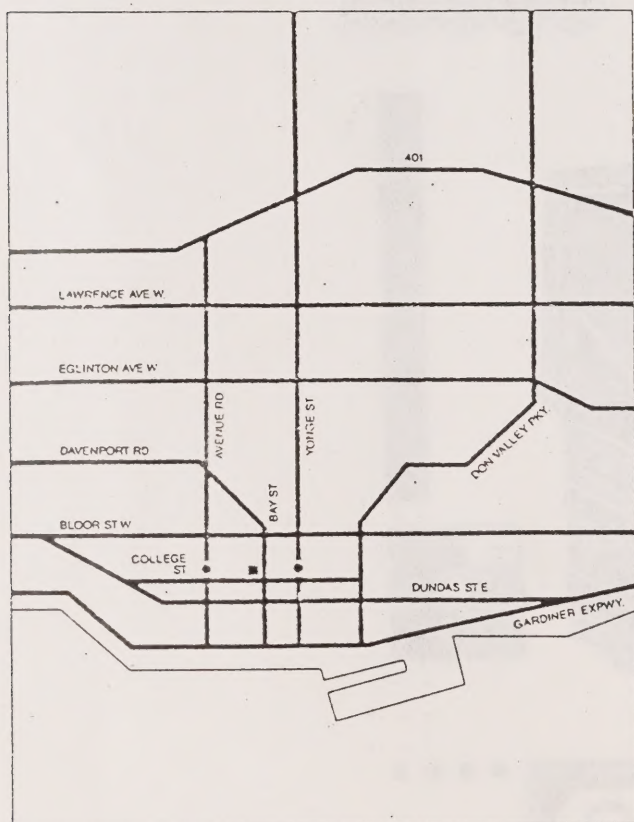 401
LAWRENCE AVE W.
EGLINTON AVE W
AVENUE RD
YONGE ST
DON VALLEY PKY.
DAVENPORT RD
BAY ST
BLOOR ST W
COLLEGE
ST
DUNDAS ST E
GARDINER EXPWY.